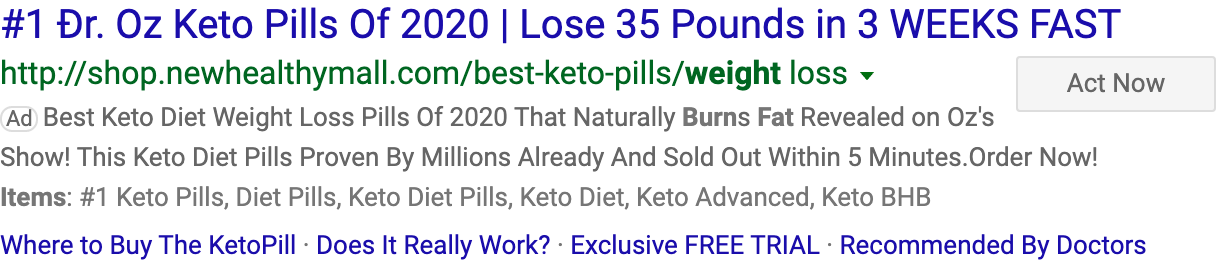 #1 Ðr. Oz Keto Pills Of 2020 | Lose 35 Pounds in 3 WEEKS FAST
http://shop.newhealthymall.com/best-keto-pills/weight loss
Act Now
Ad Best Keto Diet Weight Loss Pills Of 2020 That Naturally Burns Fat Revealed on Oz's
Show! This Keto Diet Pills Proven By Millions Already And Sold Out Within 5 Minutes.Order Now!
Items: #1 Keto Pills, Diet Pills, Keto Diet Pills, Keto Diet, Keto Advanced, Keto BHB
Where to Buy The KetoPill · Does It Really Work? · Exclusive FREE TRIAL · Recommended By Doctors